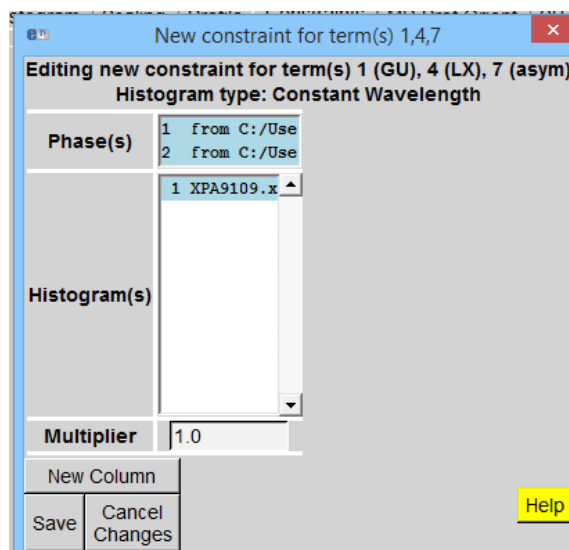 New constraint for term(s) 1,4,7
Editing new constraint for term(s) 1 (GU), 4 (LX), 7 (asym)
Histogram type: Constant Wavelength
Phase(s)
1 from C:/Use
2 from C:/Use
Histogram(s)
1 XPA9109.x
Multiplier
1.0
New Column
Save
Cancel
Changes
Help